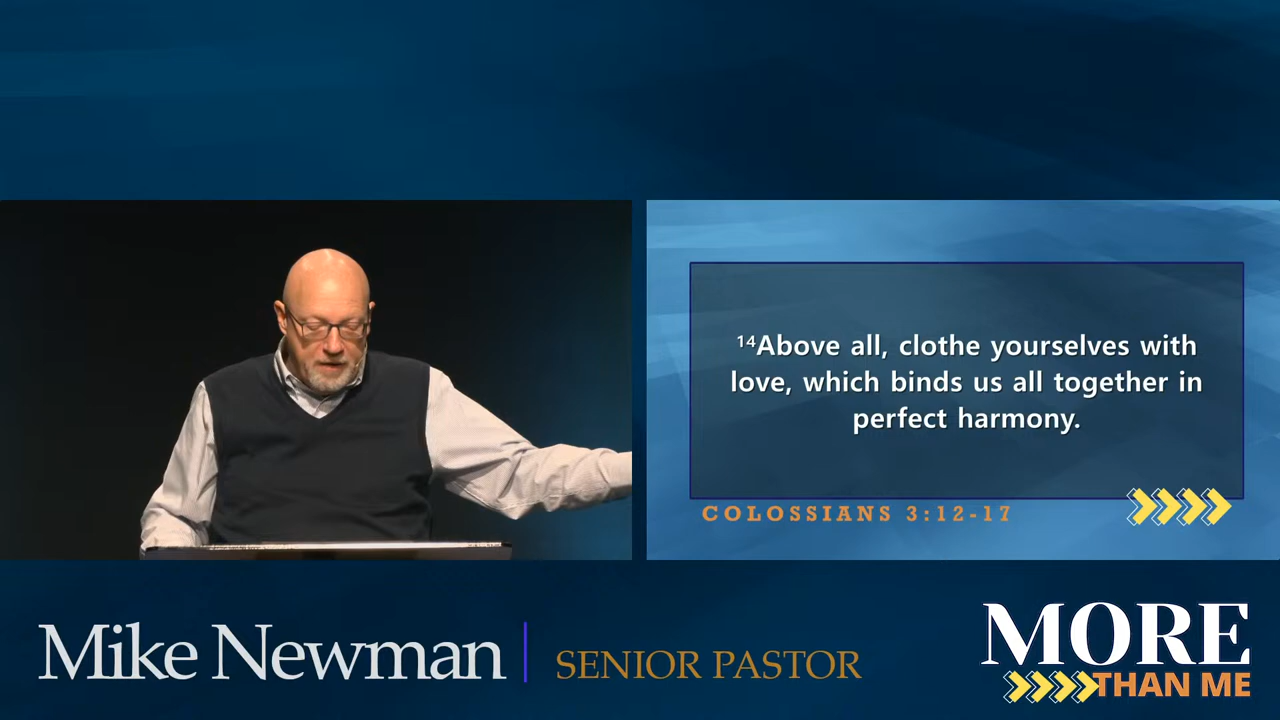 ¹⁴Above all, clothe yourselves with
love, which binds us all together in
perfect harmony.
COLOSSIANS 3:12-17
Mike Newman
SENIOR PASTOR
MORE
THAN ME